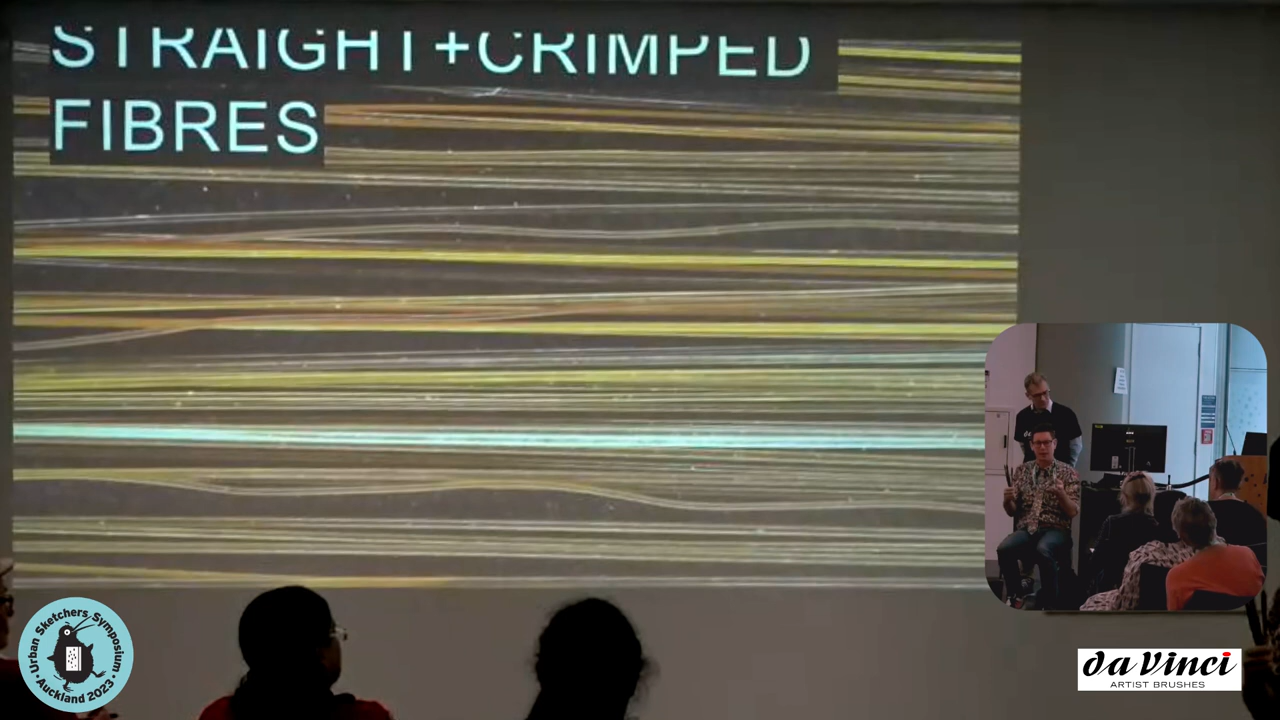 STRAIGHT+CRIMPED
FIBRES
Urban Sketchers Symposium
Auckland 2023
da Vinci
ARTIST BRUSHES